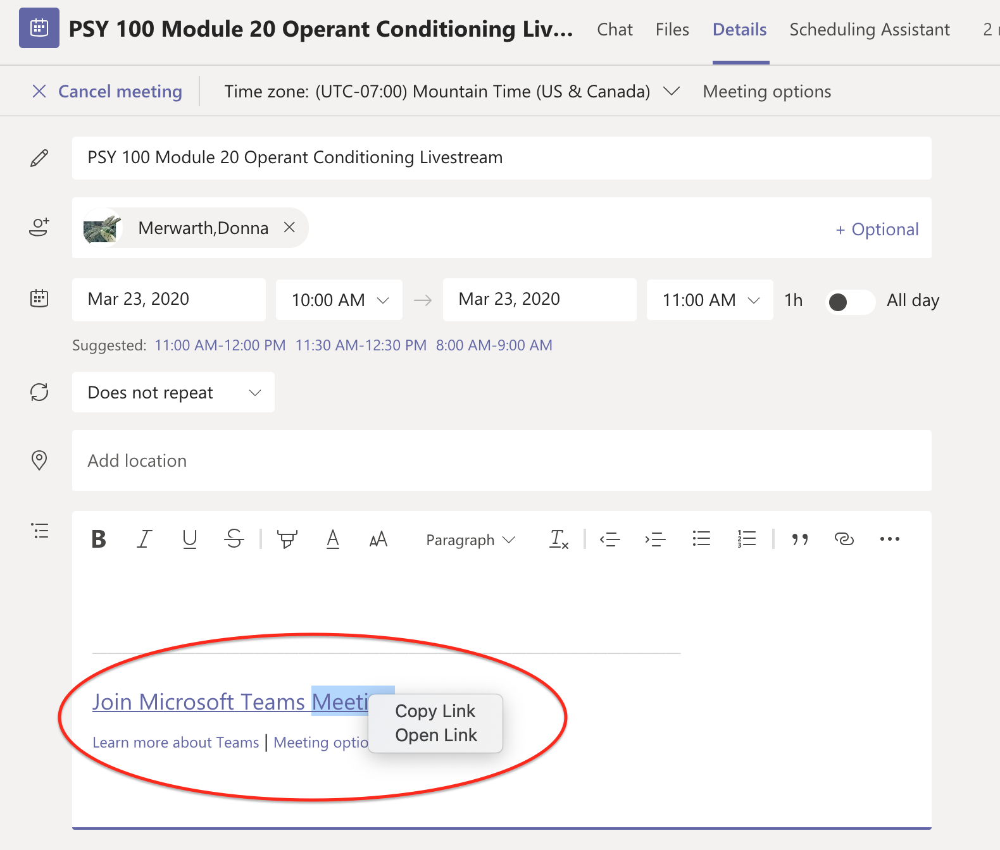 PSY 100 Module 20 Operant Conditioning Liv... Chat Files Details Scheduling Assistant 2
Cancel meeting Time zone: (UTC-07:00) Mountain Time (US & Canada) Meeting options
PSY 100 Module 20 Operant Conditioning Livestream
Merwarth,Donna + Optional
Mar 23, 2020 10:00 AM Mar 23, 2020 11:00 AM 1h All day
Suggested: 11:00 AM-12:00 PM 11:30 AM-12:30 PM 8:00 AM-9:00 AM
Does not repeat
Add location
B I U S A AA Paragraph Tx
Join Microsoft Teams Meeti
Copy Link
Open Link
Learn more about Teams | Meeting optio